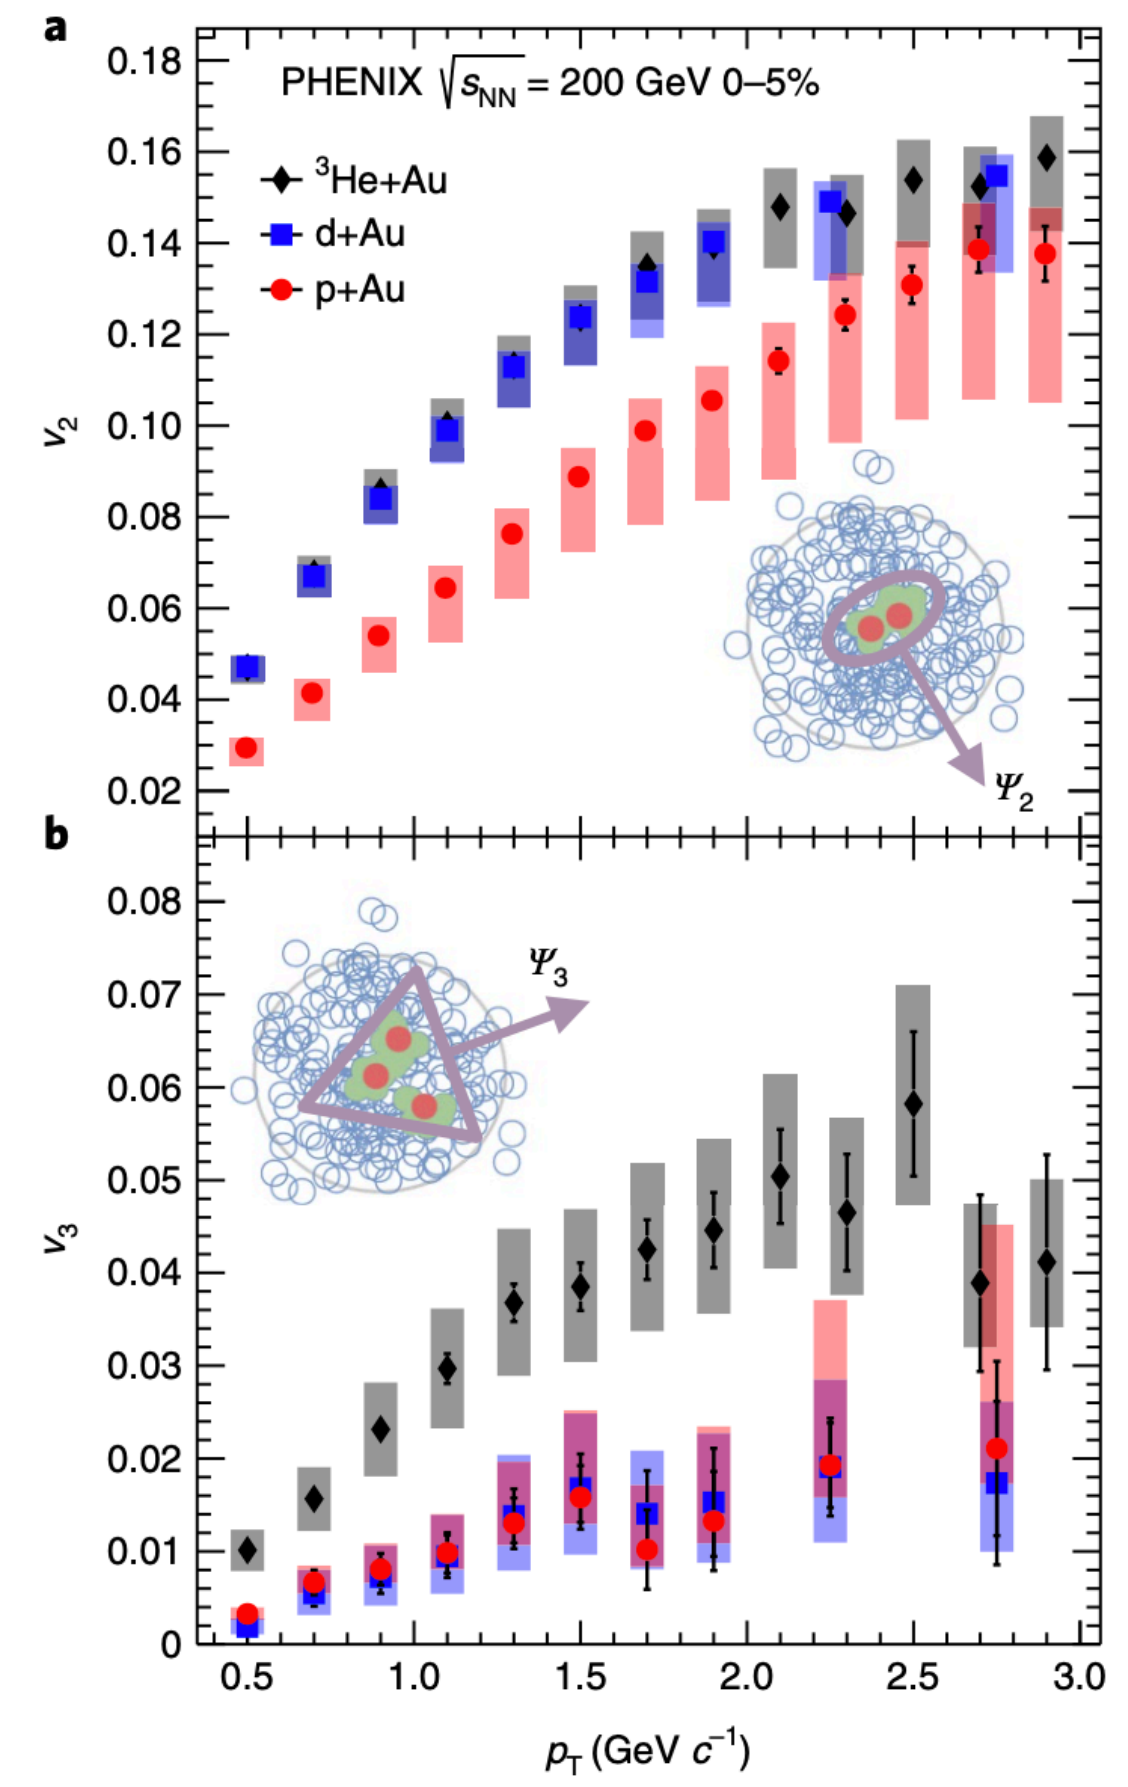 a
PHENIX √sNN = 200 GeV 0–5%
³He+Au
d+Au
p+Au
0.18
0.16
0.14
0.12
0.10
0.08
0.06
0.04
0.02
v₂
Ψ₂
b
0.08
0.07
0.06
0.05
0.04
0.03
0.02
0.01
0
v₃
Ψ₃
0.5 1.0 1.5 2.0 2.5 3.0
pT (GeV c⁻¹)